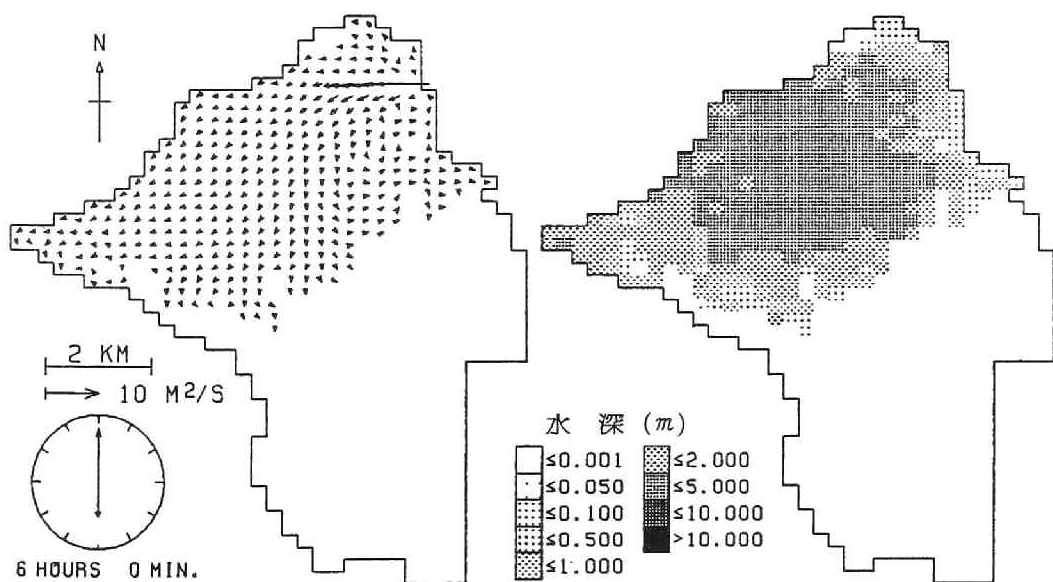 N
2 KM
10 M2/S
6 HOURS 0 MIN.
水 深 (m)
≤0.001
≤0.050
≤0.100
≤0.500
≤1.000
≤2.000
≤5.000
≤10.000
>10.000